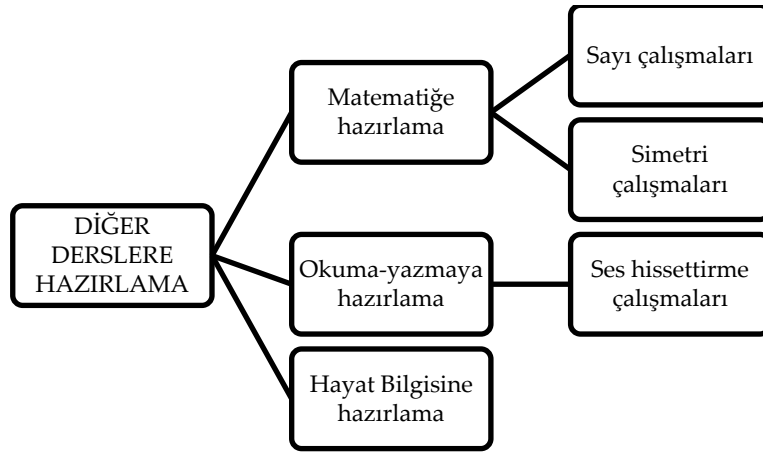 DİĞER
DERSLERE
HAZIRLAMA
Matematiğe
hazırlama
Sayı çalışmaları
Simetri
çalışmaları
Okuma-yazmaya
hazırlama
Ses hissettirme
çalışmaları
Hayat Bilgisine
hazırlama